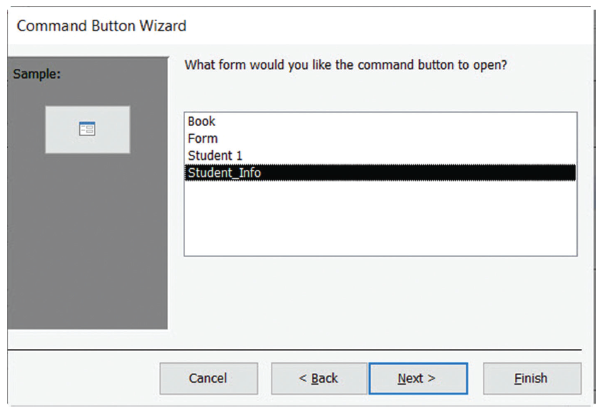 Command Button Wizard
Sample:
What form would you like the command button to open?
Book
Form
Student 1
Student_Info
Cancel
< Back
Next >
Finish